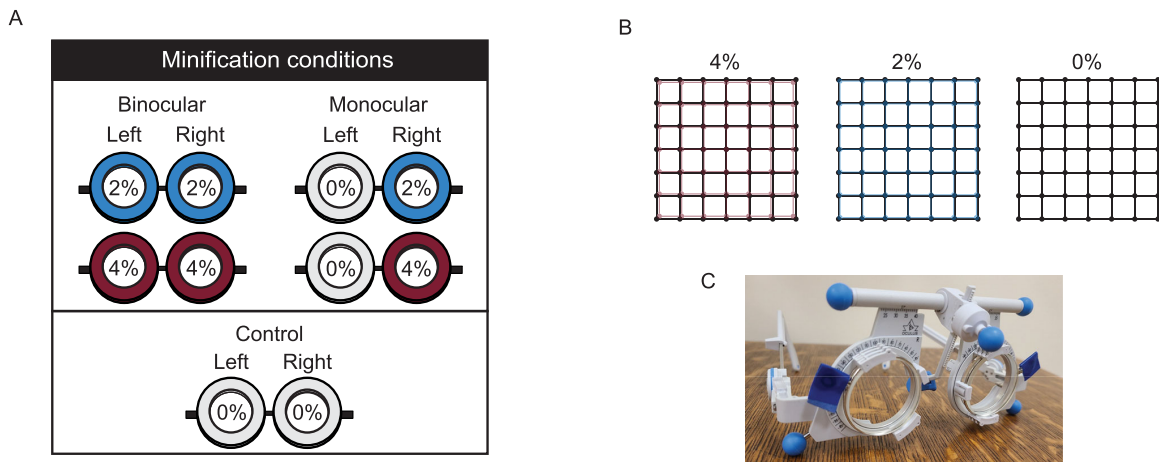 A
Minification conditions
Binocular Monocular
Left Right Left Right
2% 2% 0% 2%
4% 4% 0% 4%
Control
Left Right
0% 0%
B
4% 2% 0%
C